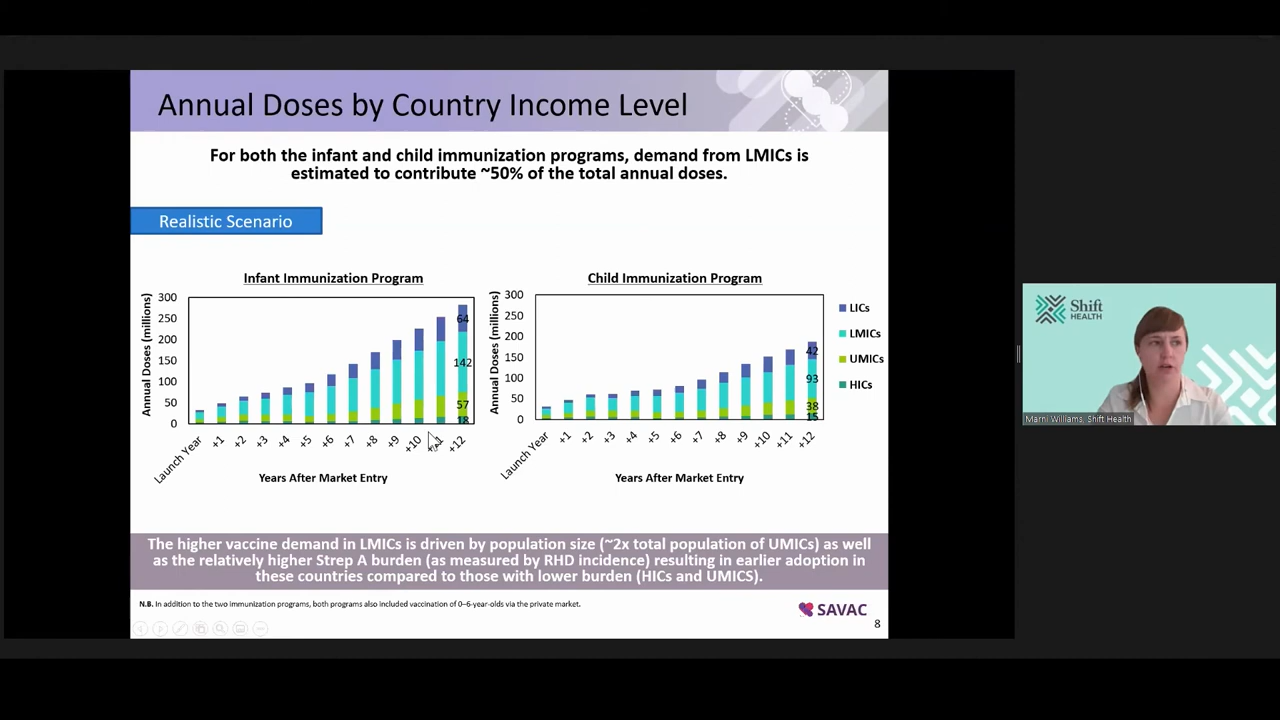 Annual Doses by Country Income Level
For both the infant and child immunization programs, demand from LMICs is
estimated to contribute ~50% of the total annual doses.
Realistic Scenario
Infant Immunization Program
Annual Doses (millions)
300
250
200
150
100
50
0
64
142
57
18
Launch Year
+1
+2
+3
+4
+5
+6
+7
+8
+9
+10
+12
Years After Market Entry
Child Immunization Program
Annual Doses (millions)
300
250
200
150
100
50
0
42
93
38
15
Launch Year
+1
+2
+3
+4
+5
+6
+7
+8
+9
+10
+11
+12
Years After Market Entry
LICs
LMICs
UMICs
HICs
The higher vaccine demand in LMICs is driven by population size (~2x total population of UMICs) as well
as the relatively higher Strep A burden (as measured by RHD incidence) resulting in earlier adoption in
these countries compared to those with lower burden (HICs and UMICS).
N.B. In addition to the two immunization programs, both programs also included vaccination of 0–6-year-olds via the private market.
SAVAC
8
Shift
HEALTH
Marni Williams, Shift Health